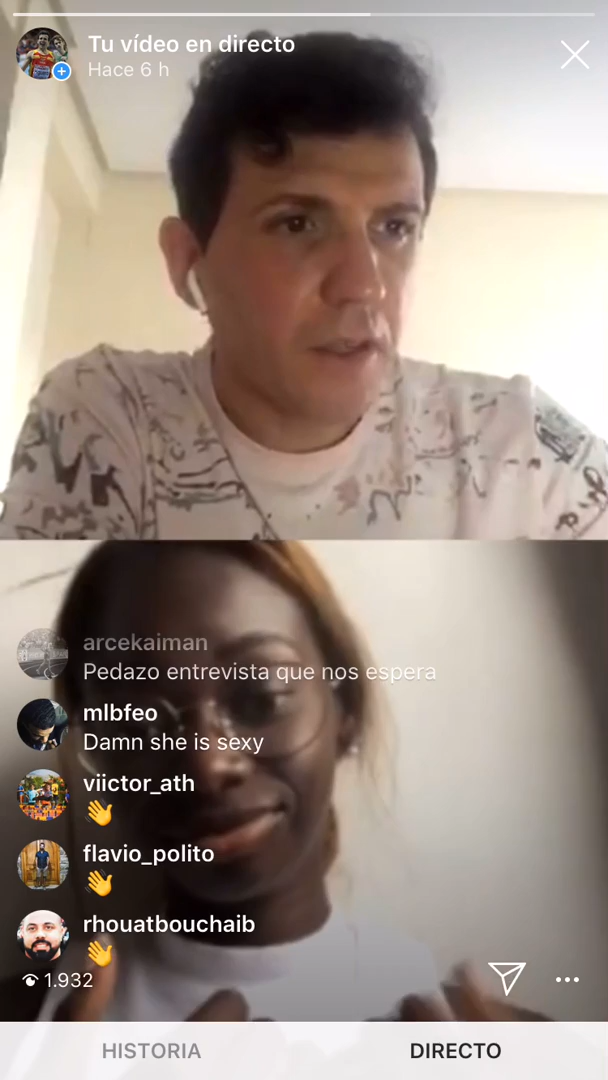 Tu vídeo en directo
Hace 6 h
arcekaiman
Pedazo entrevista que nos espera
mlbfeo
Damn she is sexy
viictor_ath
👋
flavio_polito
👋
rhouatbouchaib
👋
1.932
HISTORIA
DIRECTO